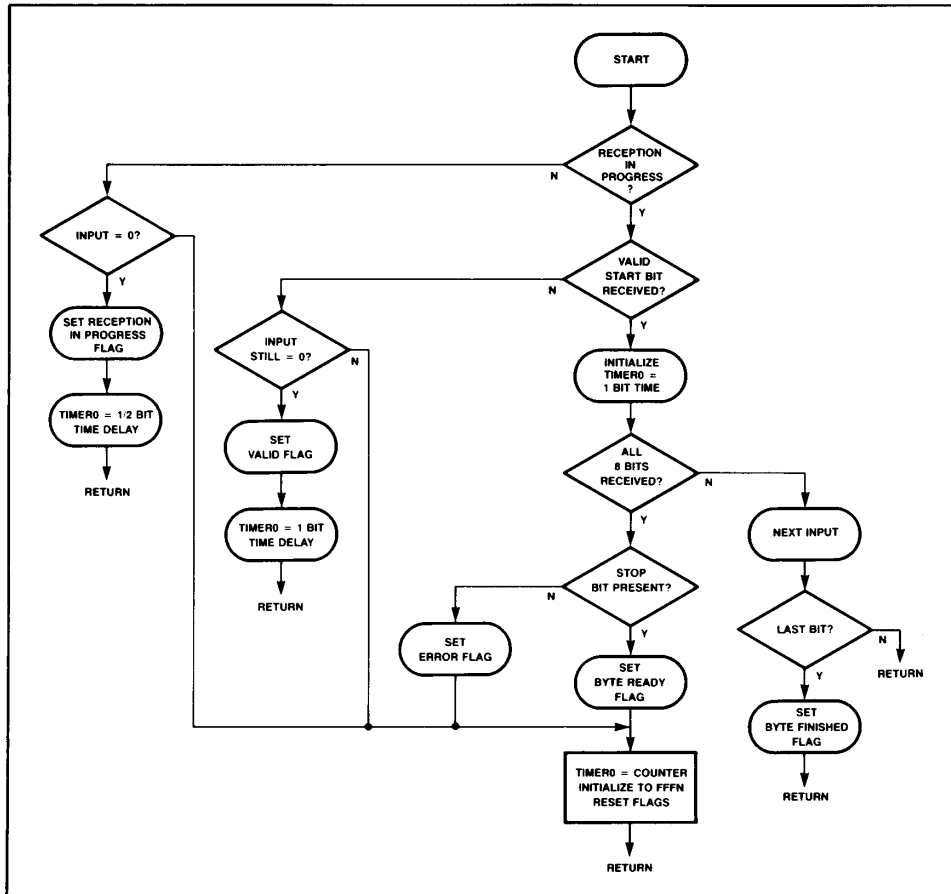 START
RECEPTION
IN
PROGRESS
?
N
Y
INPUT = 0?
Y
SET RECEPTION
IN PROGRESS
FLAG
TIMER0 = 1/2 BIT
TIME DELAY
RETURN
VALID
START BIT
RECEIVED?
N
Y
INPUT
STILL = 0?
N
Y
SET
VALID FLAG
TIMER0 = 1 BIT
TIME DELAY
RETURN
INITIALIZE
TIMER0 =
1 BIT TIME
ALL
8 BITS
RECEIVED?
N
Y
NEXT INPUT
LAST BIT?
N
RETURN
Y
SET
BYTE FINISHED
FLAG
RETURN
STOP
BIT PRESENT?
N
Y
SET
ERROR FLAG
SET
BYTE READY
FLAG
TIMER0 = COUNTER
INITIALIZE TO FFFN
RESET FLAGS
RETURN